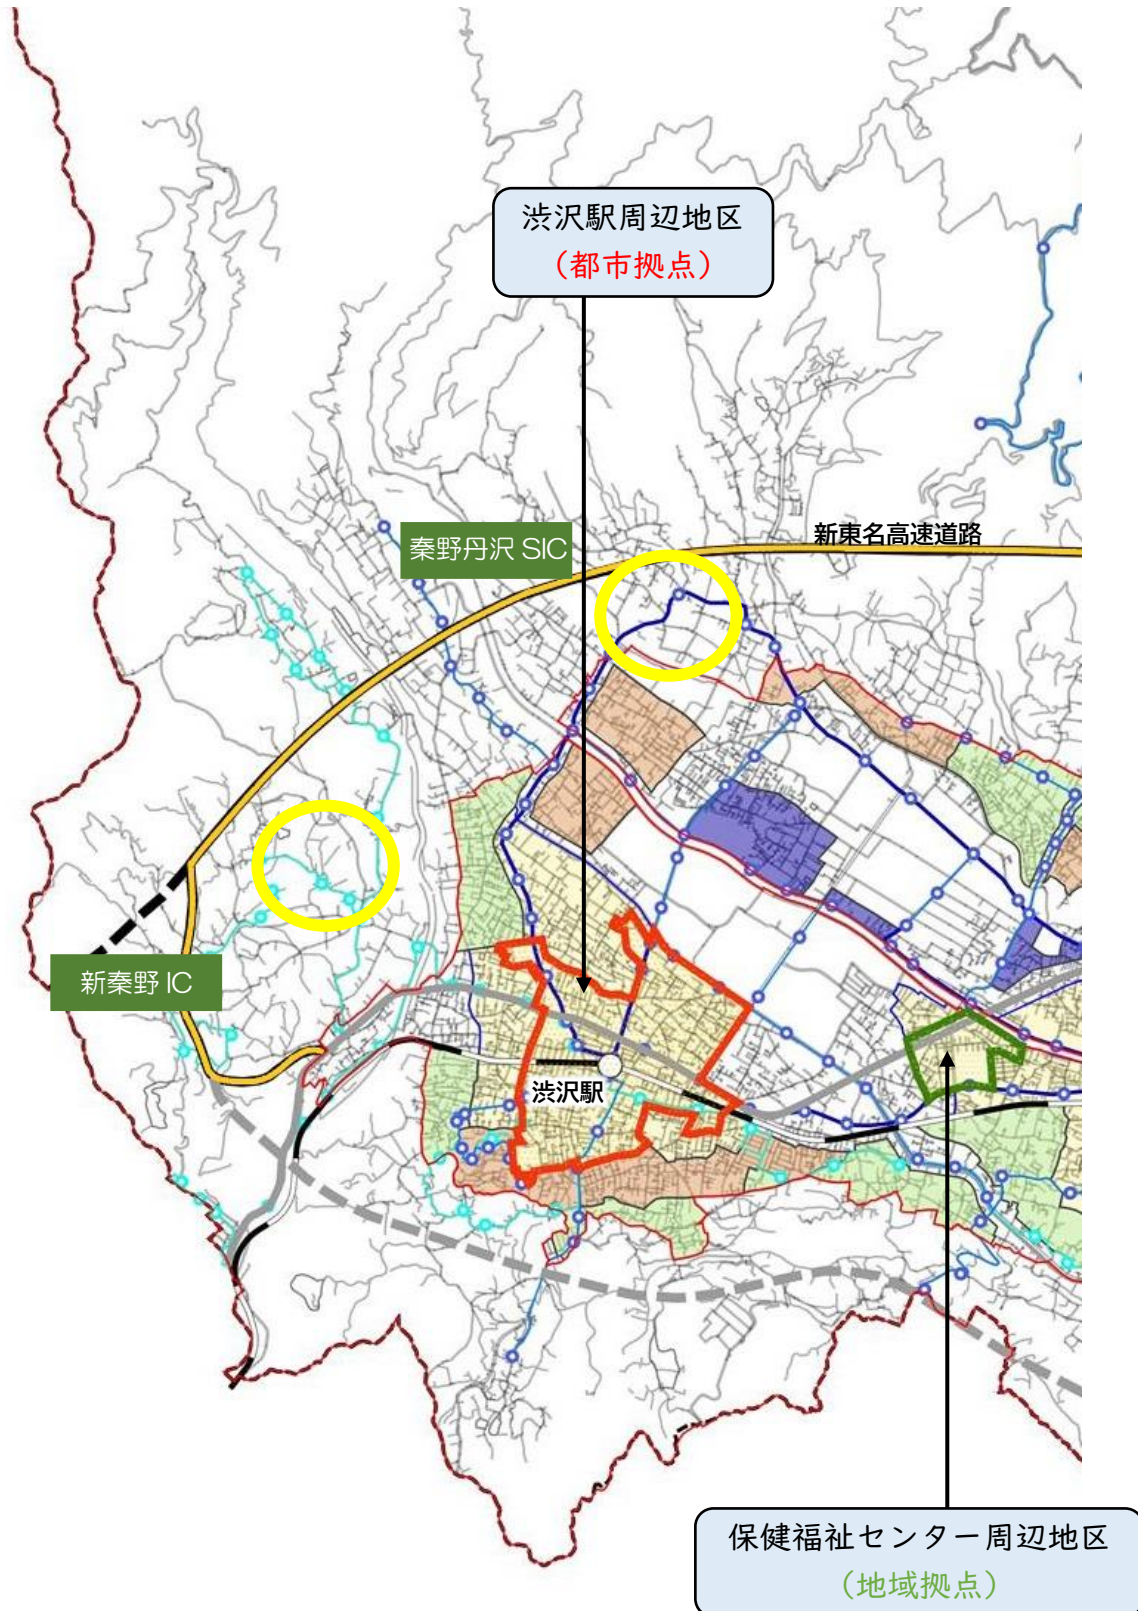 渋沢駅周辺地区
（都市拠点）
新東名高速道路
秦野丹沢 SIC
新秦野 IC
渋沢駅
保健福祉センター周辺地区
（地域拠点）